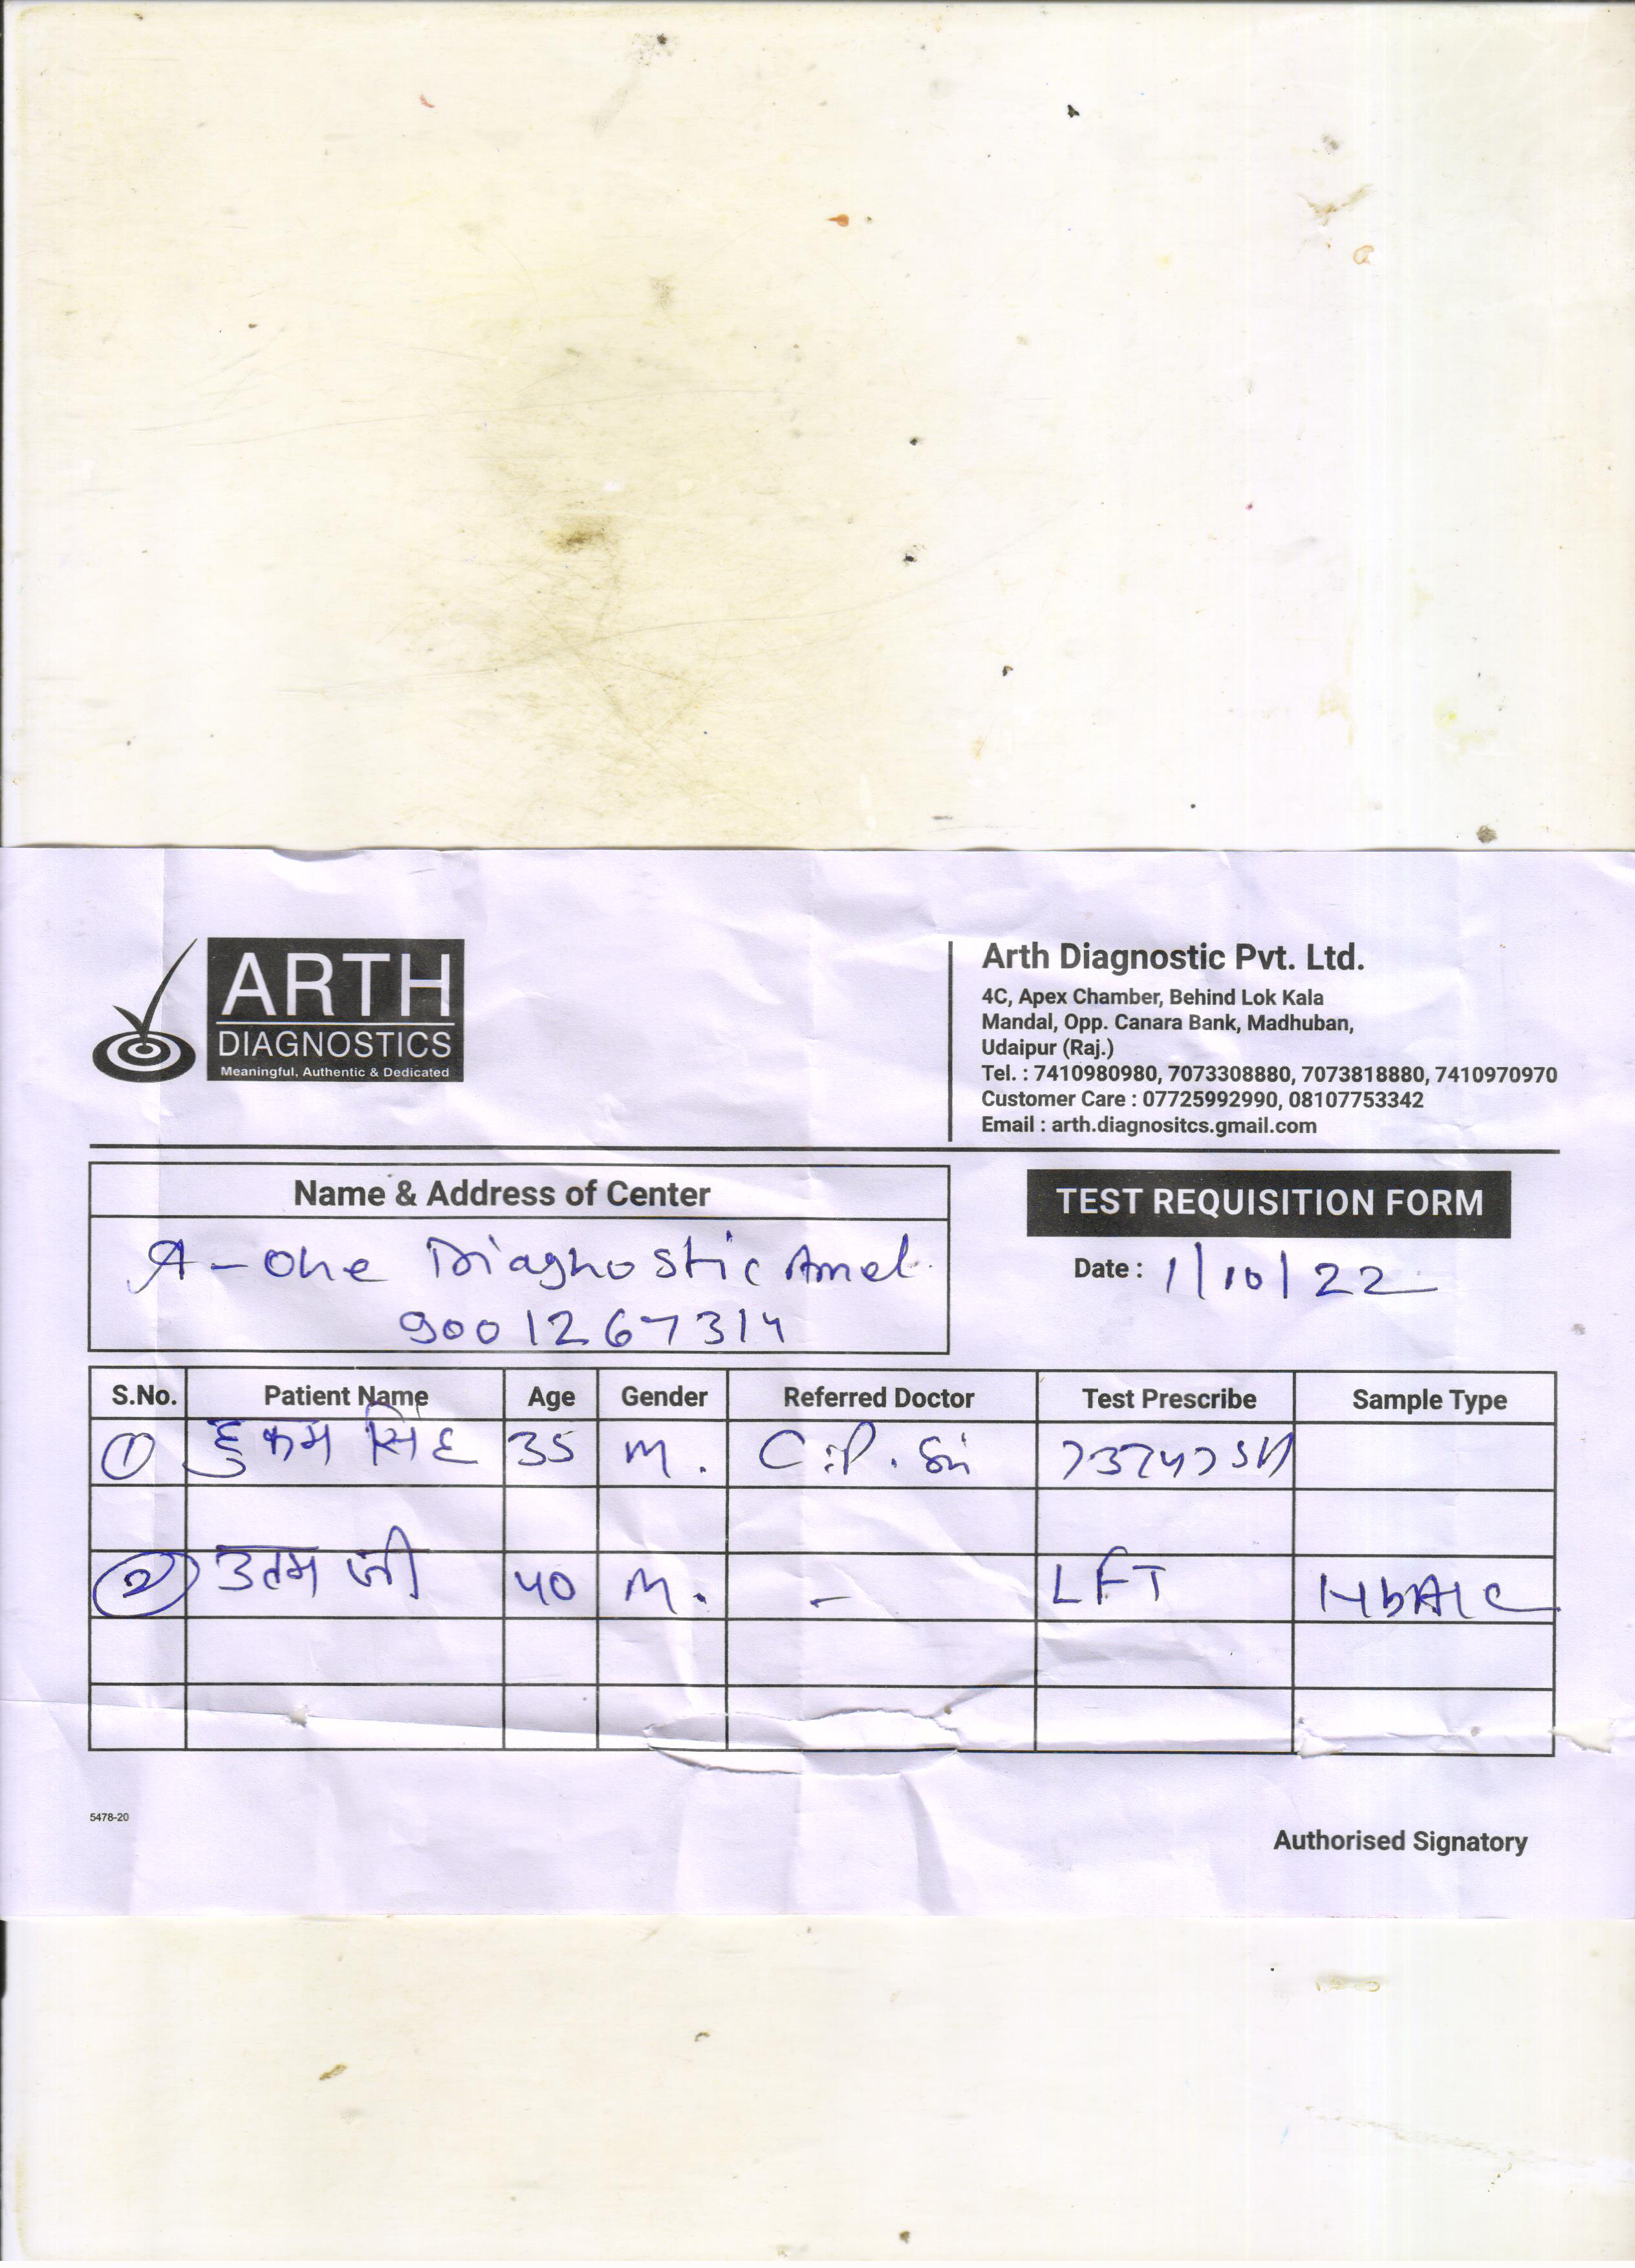 ARTH
DIAGNOSTICS
Meaningful, Authentic & Dedicated
Arth Diagnostic Pvt. Ltd.
4C, Apex Chamber, Behind Lok Kala
Mandal, Opp. Canara Bank, Madhuban,
Udaipur (Raj.)
Tel. : 7410980980, 7073308880, 7073818880, 7410970970
Customer Care : 07725992990, 08107753342
Email : arth.diagnositcs.gmail.com
Name & Address of Center
TEST REQUISITION FORM
A-One Diagnostic Amet
9001267314
Date : 1/10/22
S.No. Patient Name Age Gender Referred Doctor Test Prescribe Sample Type
1 हुकम सिंह 35 M. C.P. Sir
2 उतम जी 40 M. - LFT HbA1c
5478-20
Authorised Signatory